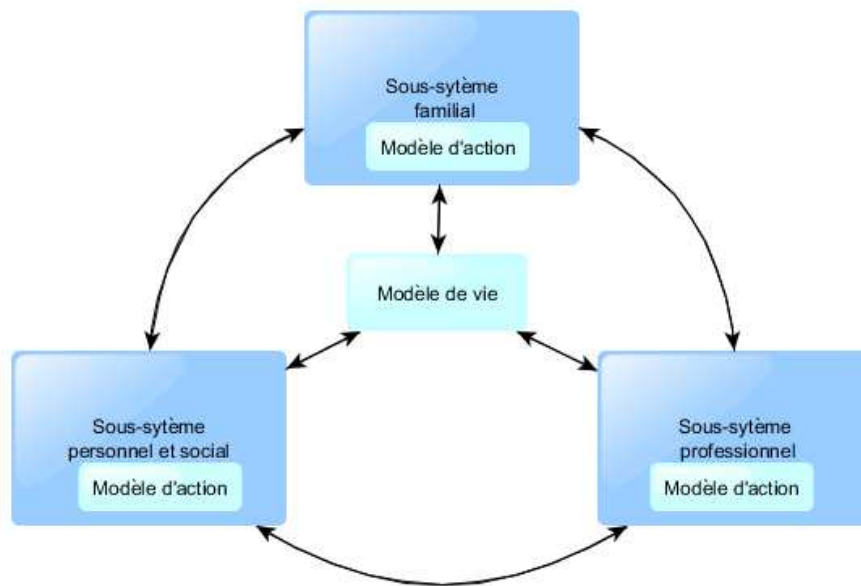 Sous-sytème
familial
Modèle d'action
Modèle de vie
Sous-sytème
personnel et social
Modèle d'action
Sous-sytème
professionnel
Modèle d'action